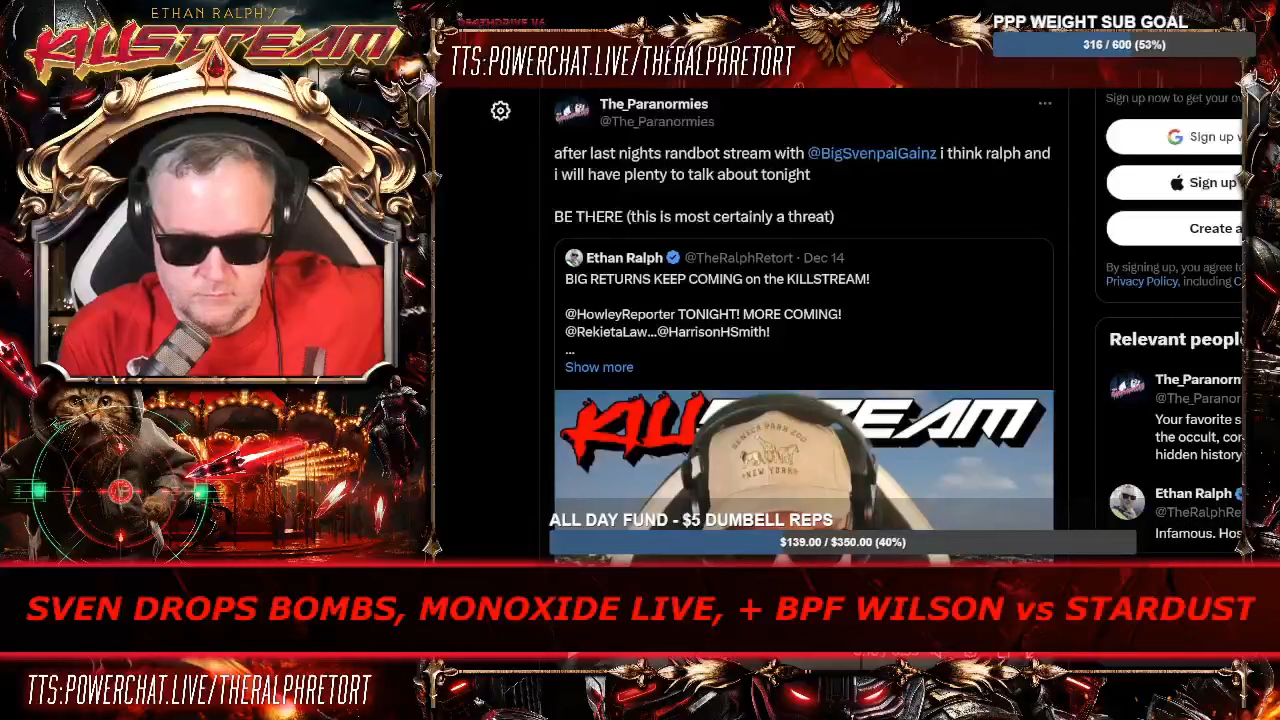 ETHAN RALPH'S
KILLSTREAM
TTS:POWERCHAT.LIVE/THERALPHRETORT
PPP WEIGHT SUB GOAL
316 / 600 (53%)
The_Paranormies
@The_Paranormies
after last nights randbot stream with @BigSvenpaiGainz i think ralph and
i will have plenty to talk about tonight
BE THERE (this is most certainly a threat)
Ethan Ralph @TheRalphRetort · Dec 14
BIG RETURNS KEEP COMING on the KILLSTREAM!
@HowleyReporter TONIGHT! MORE COMING!
@RekietaLaw...@HarrisonHSmith!
...
Show more
KILLSTREAM
NEW YORK
ALL DAY FUND - $5 DUMBELL REPS
$139.00 / $350.00 (40%)
Sign up now to get your
Sign up
Sign up
Create a
By signing up, you agree to
Privacy Policy, including
Relevant peopl
The_Paranorm
@The_Paranor
Your favorite s
the occult, con
hidden history
Ethan Ralph
@TheRalphRe
Infamous. Hos
SVEN DROPS BOMBS, MONOXIDE LIVE, + BPF WILSON vs STARDUST
TTS:POWERCHAT.LIVE/THERALPHRETORT